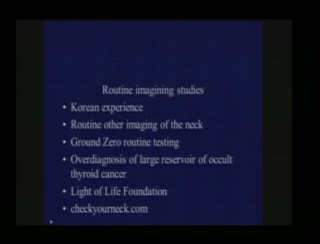 Routine imagining studies
• Korean experience
• Routine other imaging of the neck
• Ground Zero routine testing
• Overdiagnosis of large reservoir of occult
thyroid cancer
• Light of Life Foundation
• checkyourneck.com